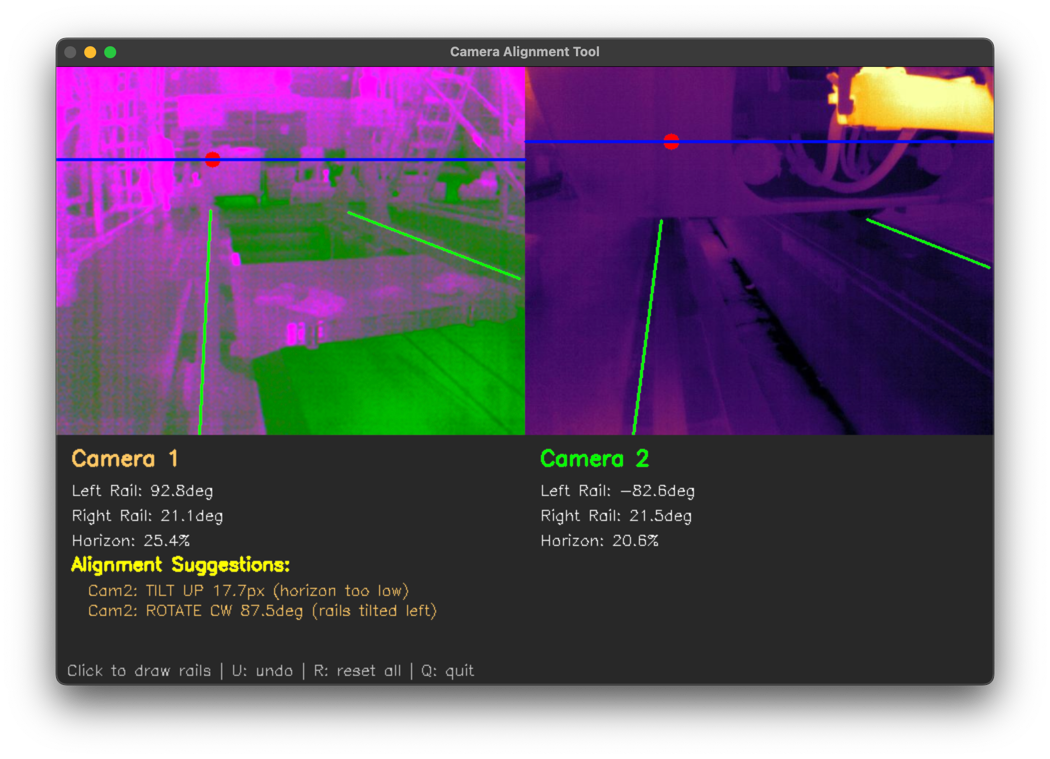 Camera Alignment Tool
Camera 1
Left Rail: 92.8deg
Right Rail: 21.1deg
Horizon: 25.4%
Camera 2
Left Rail: -82.6deg
Right Rail: 21.5deg
Horizon: 20.6%
Alignment Suggestions:
Cam2: TILT UP 17.7px (horizon too low)
Cam2: ROTATE CW 87.5deg (rails tilted left)
Click to draw rails | U: undo | R: reset all | Q: quit